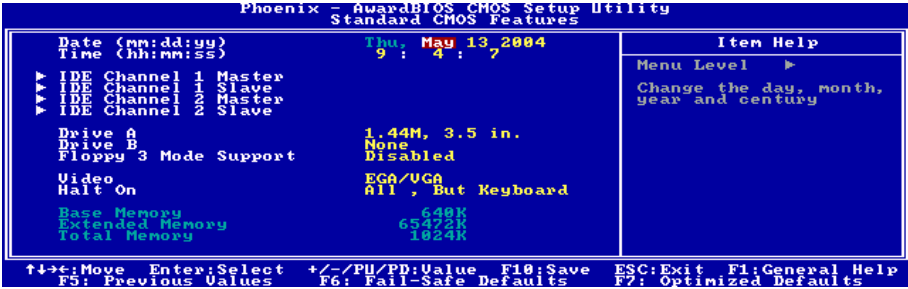 Phoenix - AwardBIOS CMOS Setup Utility
Standard CMOS Features
Date (mm:dd:yy) Thu, May 13 2004
Time (hh:mm:ss) 9 : 4 : 7
IDE Channel 1 Master
IDE Channel 1 Slave
IDE Channel 2 Master
IDE Channel 2 Slave
Drive A 1.44M, 3.5 in.
Drive B None
Floppy 3 Mode Support Disabled
Video EGA/VGA
Halt On All , But Keyboard
Base Memory 640K
Extended Memory 65472K
Total Memory 1024K
Item Help
Menu Level
Change the day, month,
year and century
↑↓→←:Move Enter:Select +/-/PU/PD:Value F10:Save ESC:Exit F1:General Help
F5: Previous Values F6: Fail-Safe Defaults F7: Optimized Defaults